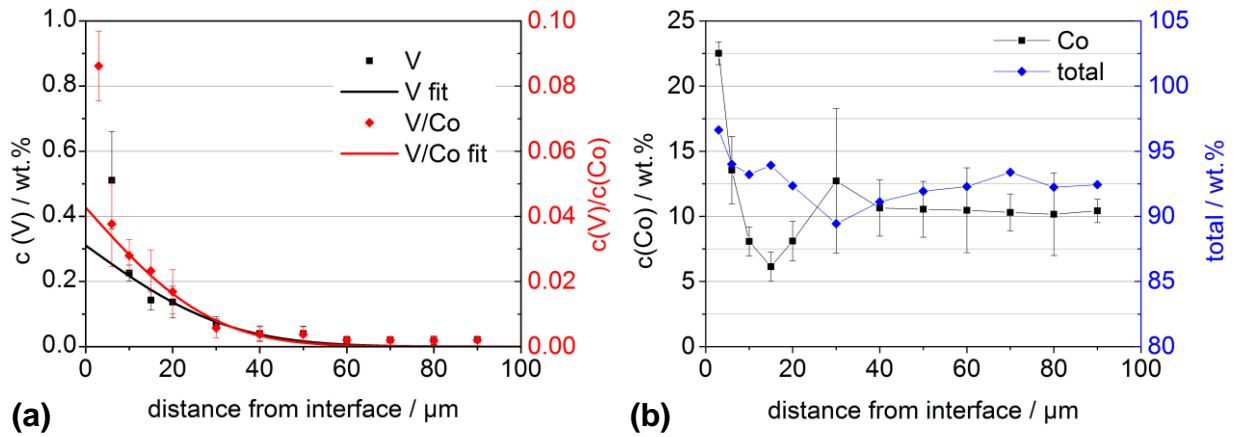 1.0
0.8
0.6
0.4
0.2
0.0
c (V) / wt.%
V
V fit
V/Co
V/Co fit
0.10
0.08
0.06
0.04
0.02
0.00
c(V)/c(Co)
0 20 40 60 80 100
distance from interface / µm
(a)
25
20
15
10
5
0
c(Co) / wt.%
Co
total
105
100
95
90
85
80
total / wt.%
0 20 40 60 80 100
distance from interface / µm
(b)